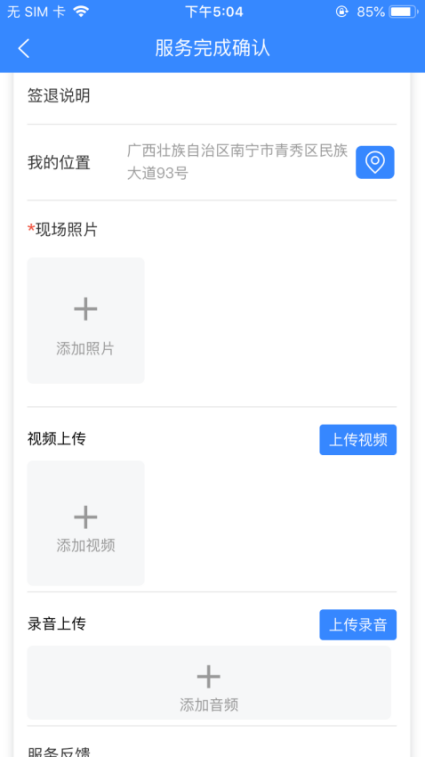 无 SIM 卡
下午5:04
85%
服务完成确认
签退说明
我的位置
广西壮族自治区南宁市青秀区民族
大道93号
*现场照片
添加照片
视频上传
上传视频
添加视频
录音上传
上传录音
添加音频
服务反馈